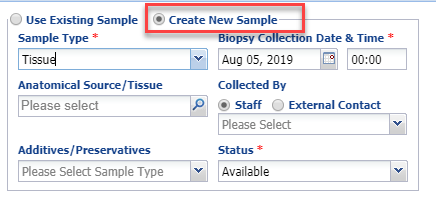 Use Existing Sample Create New Sample
Sample Type * Biopsy Collection Date & Time *
Tissue Aug 05, 2019 00:00
Anatomical Source/Tissue Collected By
Please select Staff External Contact
Please Select
Additives/Preservatives Status *
Please Select Sample Type Available